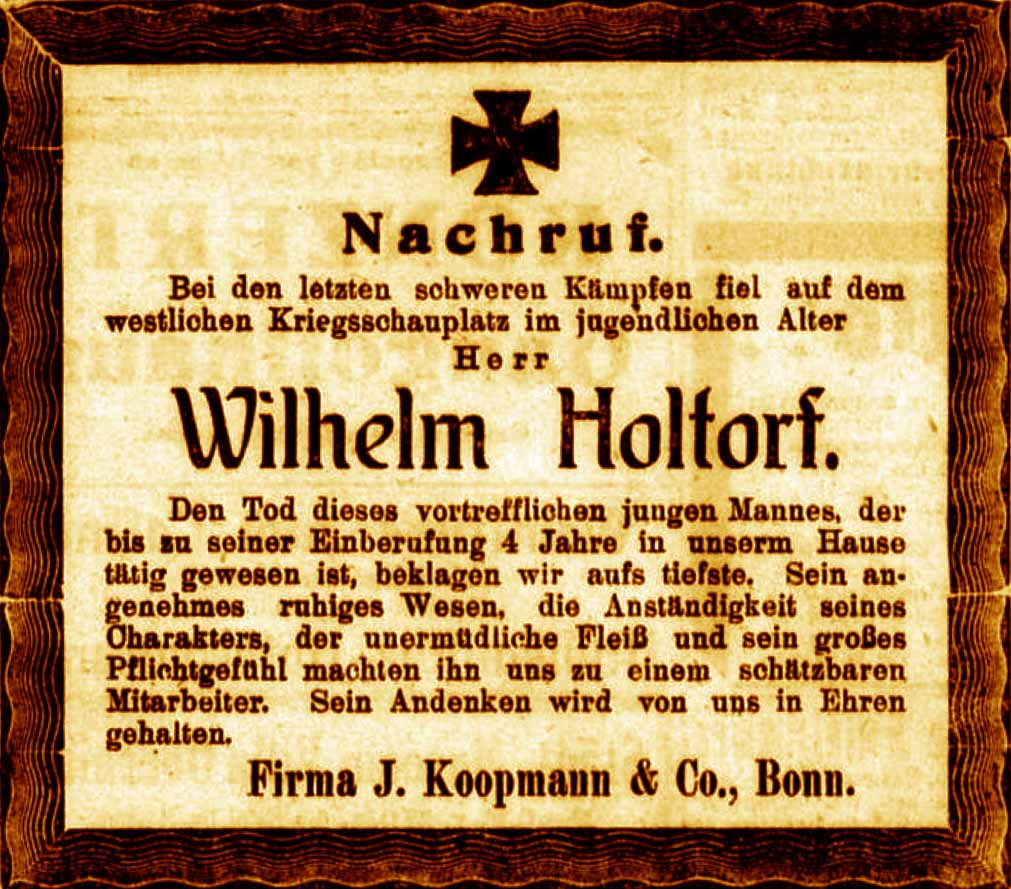 Nachruf.
Bei den letzten schweren Kämpfen fiel auf dem
westlichen Kriegsschauplatz im jugendlichen Alter
Herr
Wilhelm Holtorf.
Den Tod dieses vortrefflichen jungen Mannes, der
bis zu seiner Einberufung 4 Jahre in unserm Hause
tätig gewesen ist, beklagen wir aufs tiefste. Sein an-
genehmes ruhiges Wesen, die Anständigkeit seines
Charakters, der unermüdliche Fleiß und sein großes
Pflichtgefühl machten ihn uns zu einem schätzbaren
Mitarbeiter. Sein Andenken wird von uns in Ehren
gehalten.
Firma J. Koopmann & Co., Bonn.